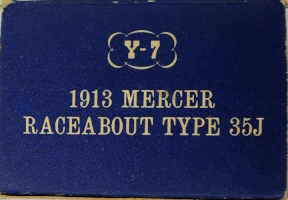 Y-7
1913 MERCER
RACEABOUT TYPE 35J